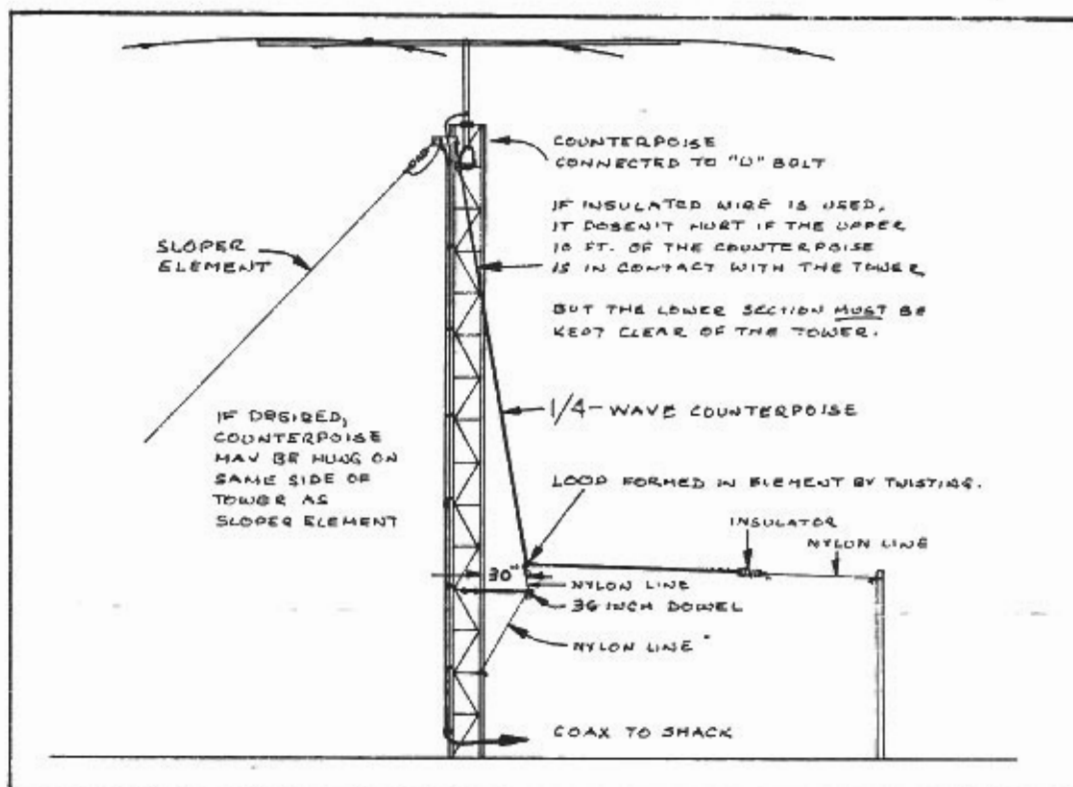 COUNTERPOISE
CONNECTED TO "U" BOLT
IF INSULATED WIRE IS USED,
IT DOSEN'T HURT IF THE UPPER
10 FT. OF THE COUNTERPOISE
IS IN CONTACT WITH THE TOWER
BUT THE LOWER SECTION MUST BE
KEPT CLEAR OF THE TOWER.
SLOPER
ELEMENT
1/4-WAVE COUNTERPOISE
IF DESIRED,
COUNTERPOISE
MAY BE HUNG ON
SAME SIDE OF
TOWER AS
SLOPER ELEMENT
LOOP FORMED IN ELEMENT BY TWISTING.
INSULATOR
NYLON LINE
30"
NYLON LINE
36 INCH DOWEL
NYLON LINE
COAX TO SHACK